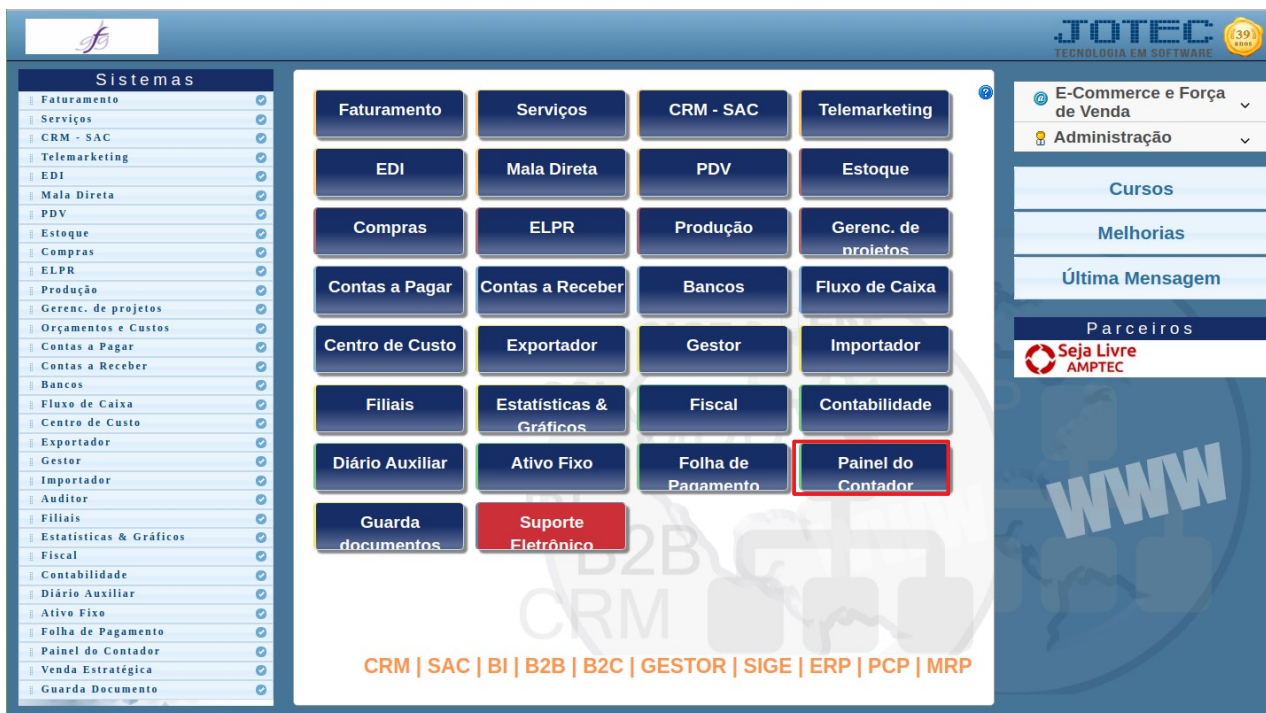 JOTEC
TECNOLOGIA EM SOFTWARE
39
anos
Sistemas
Faturamento
Serviços
CRM - SAC
Telemarketing
EDI
Mala Direta
PDV
Estoque
Compras
ELPR
Produção
Gerenc. de projetos
Orçamentos e Custos
Contas a Pagar
Contas a Receber
Bancos
Fluxo de Caixa
Centro de Custo
Exportador
Gestor
Importador
Auditor
Filiais
Estatísticas & Gráficos
Fiscal
Contabilidade
Diário Auxiliar
Ativo Fixo
Folha de Pagamento
Painel do Contador
Venda Estratégica
Guarda Documento
Faturamento
Serviços
CRM - SAC
Telemarketing
EDI
Mala Direta
PDV
Estoque
Compras
ELPR
Produção
Gerenc. de
projetos
Contas a Pagar
Contas a Receber
Bancos
Fluxo de Caixa
Centro de Custo
Exportador
Gestor
Importador
Filiais
Estatísticas &
Gráficos
Fiscal
Contabilidade
Diário Auxiliar
Ativo Fixo
Folha de
Pagamento
Painel do
Contador
Guarda
documentos
Suporte
Eletrônico
B2B
CRM
CRM | SAC | BI | B2B | B2C | GESTOR | SIGE | ERP | PCP | MRP
E-Commerce e Força
de Venda
Administração
Cursos
Melhorias
Última Mensagem
Parceiros
Seja Livre
AMPTEC
WWW